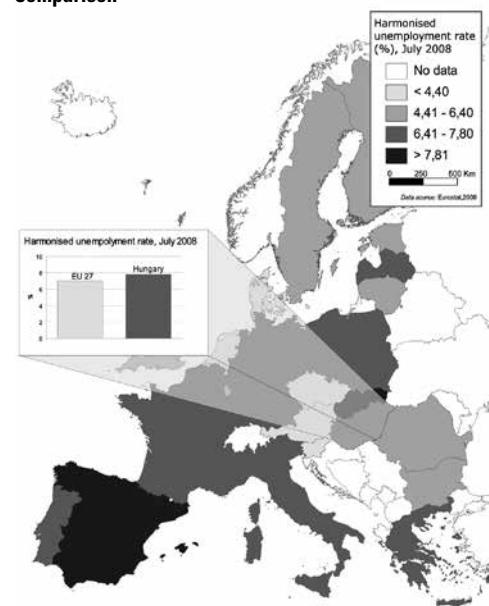 Comparison
Harmonised
unemployment rate
(%), July 2008
No data
< 4,40
4,41 - 6,40
6,41 - 7,80
> 7,81
0 250 500 Km
Data source: Eurostat,2008
Harmonised unempolyment rate, July 2008
10
8
6
4
2
0
%
EU 27
Hungary